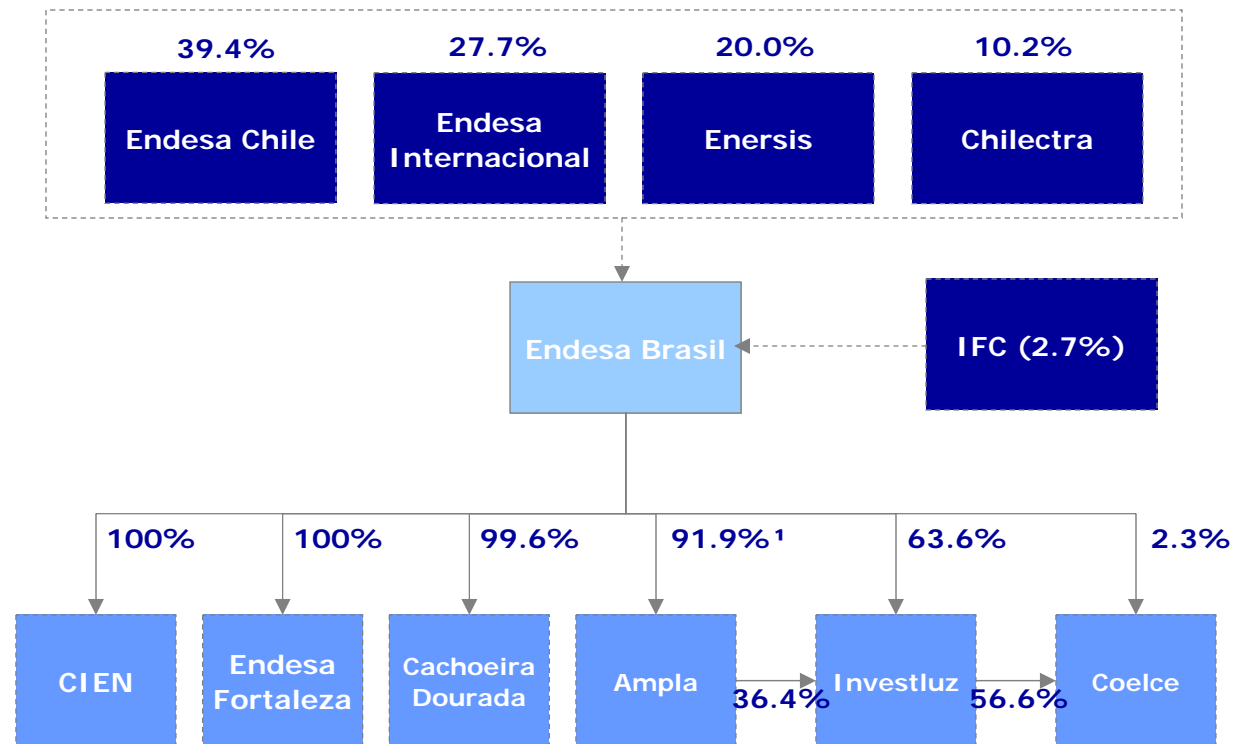 39.4%
27.7%
20.0%
10.2%
Endesa Chile
Endesa
Internacional
Enersis
Chilectra
Endesa Brasil
IFC (2.7%)
100%
100%
99.6%
91.9%¹
63.6%
2.3%
CIEN
Endesa
Fortaleza
Cachoeira
Dourada
Ampla
36.4%
Investluz
56.6%
Coelce